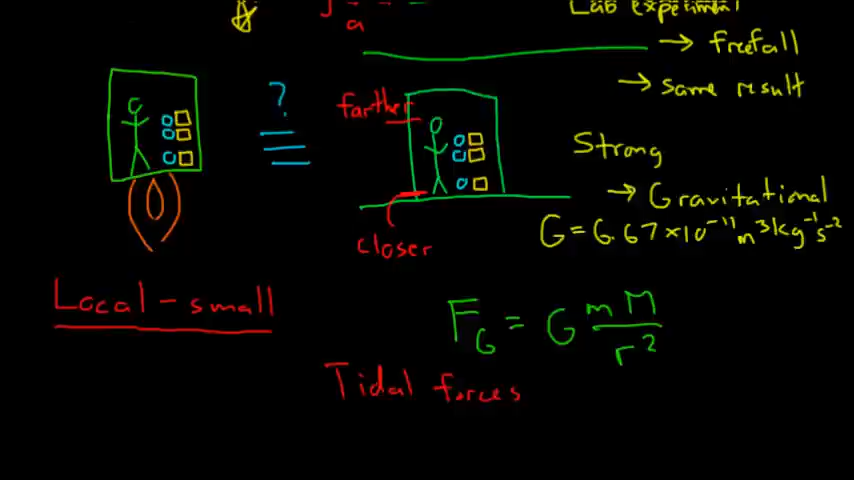 Lab experiment
a
→ freefall
→ same result
?
farther
Strong
→ Gravitational
G = 6.67 × 10⁻¹¹ m³kg⁻¹s⁻²
closer
Local - small
F_G = G mM/r²
Tidal forces